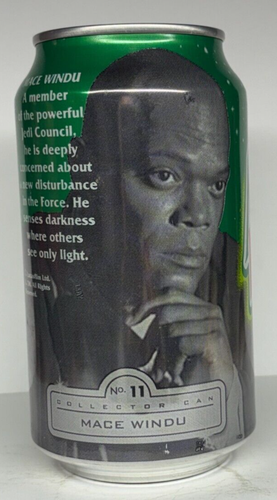 MACE WINDU
A member
of the powerful
Jedi Council,
he is deeply
concerned about
a new disturbance
in the Force. He
senses darkness
where others
see only light.
No. 11
COLLECTOR CAN
MACE WINDU